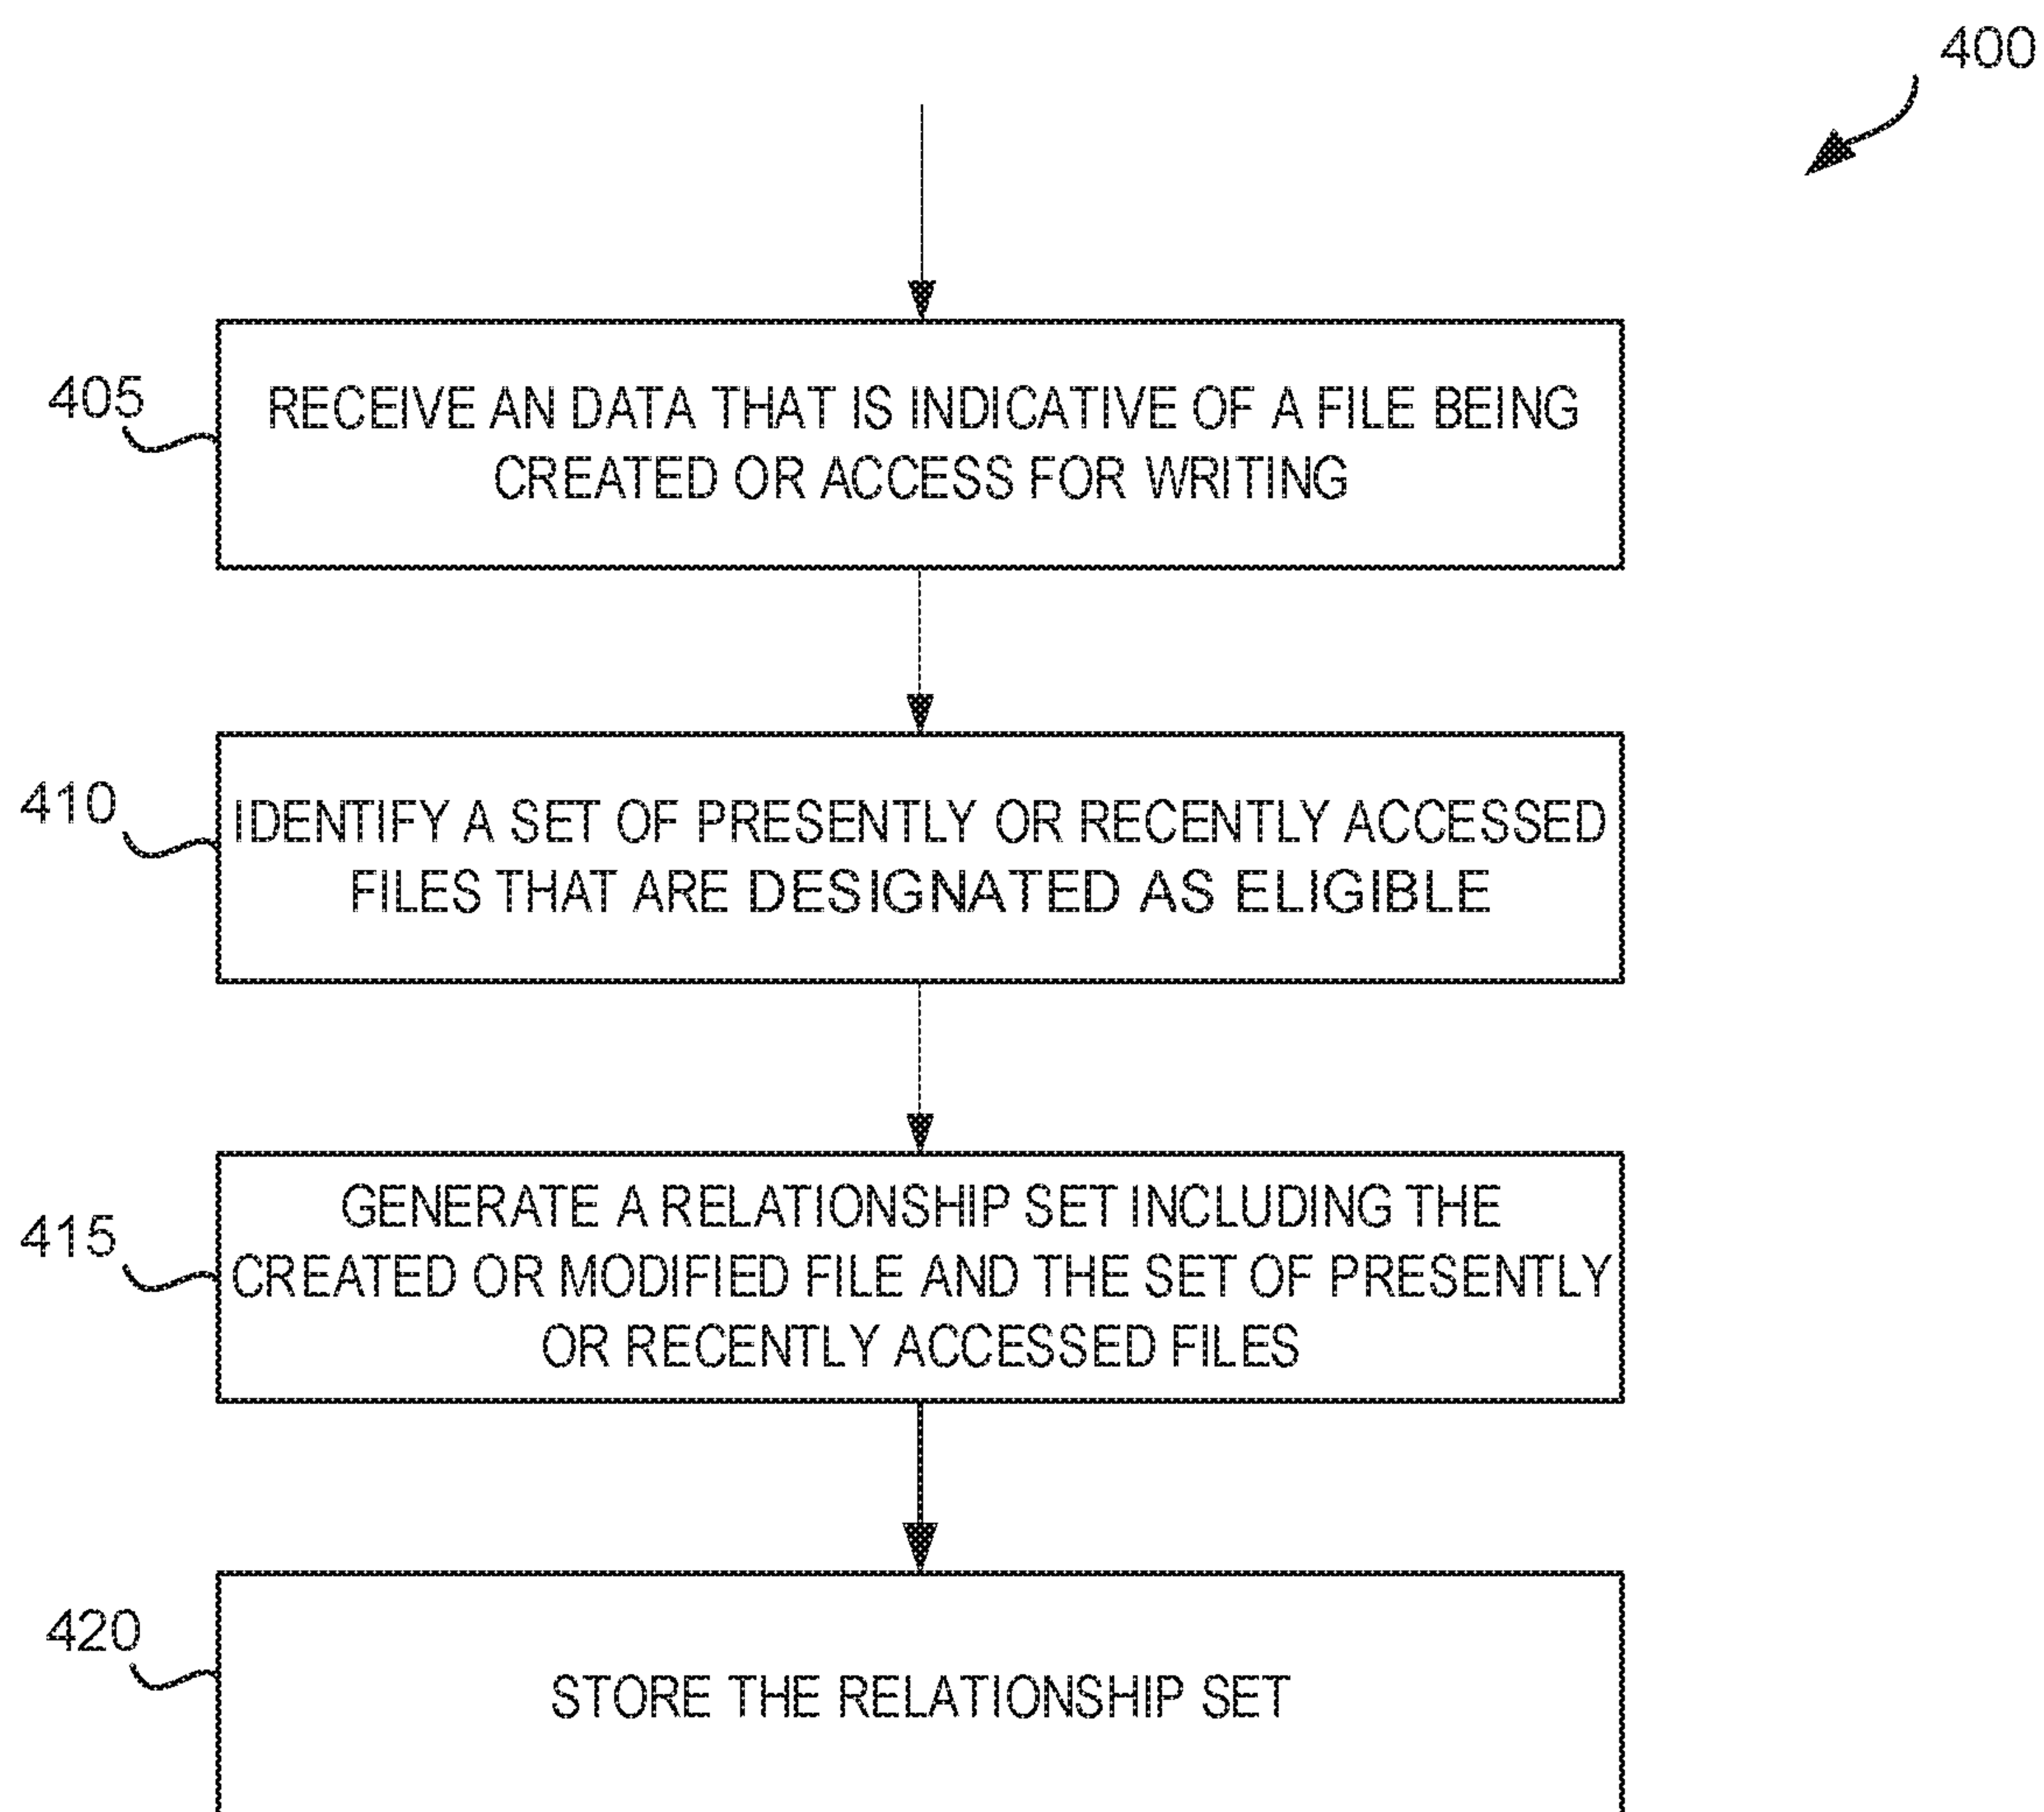 400
405
RECEIVE AN DATA THAT IS INDICATIVE OF A FILE BEING
CREATED OR ACCESS FOR WRITING
410
IDENTIFY A SET OF PRESENTLY OR RECENTLY ACCESSED
FILES THAT ARE DESIGNATED AS ELIGIBLE
415
GENERATE A RELATIONSHIP SET INCLUDING THE
CREATED OR MODIFIED FILE AND THE SET OF PRESENTLY
OR RECENTLY ACCESSED FILES
420
STORE THE RELATIONSHIP SET